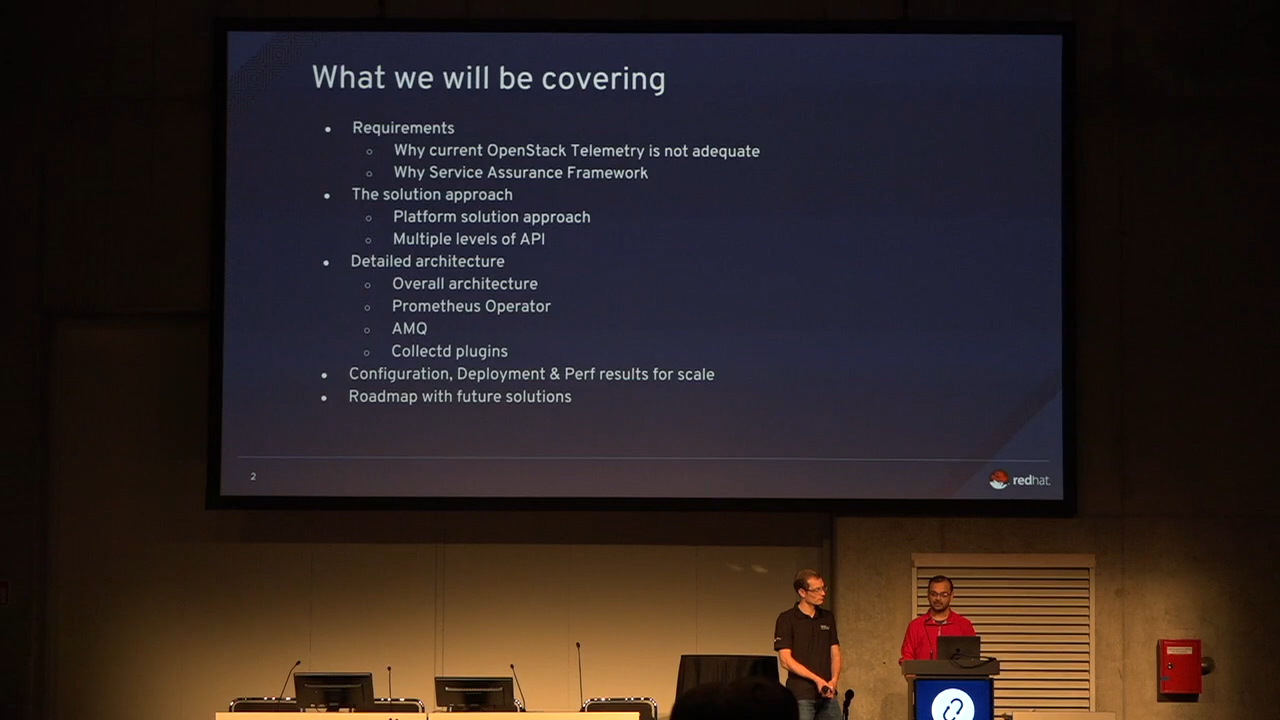 What we will be covering
• Requirements
○ Why current OpenStack Telemetry is not adequate
○ Why Service Assurance Framework
• The solution approach
○ Platform solution approach
○ Multiple levels of API
• Detailed architecture
○ Overall architecture
○ Prometheus Operator
○ AMQ
○ Collectd plugins
• Configuration, Deployment & Perf results for scale
• Roadmap with future solutions
2
redhat.